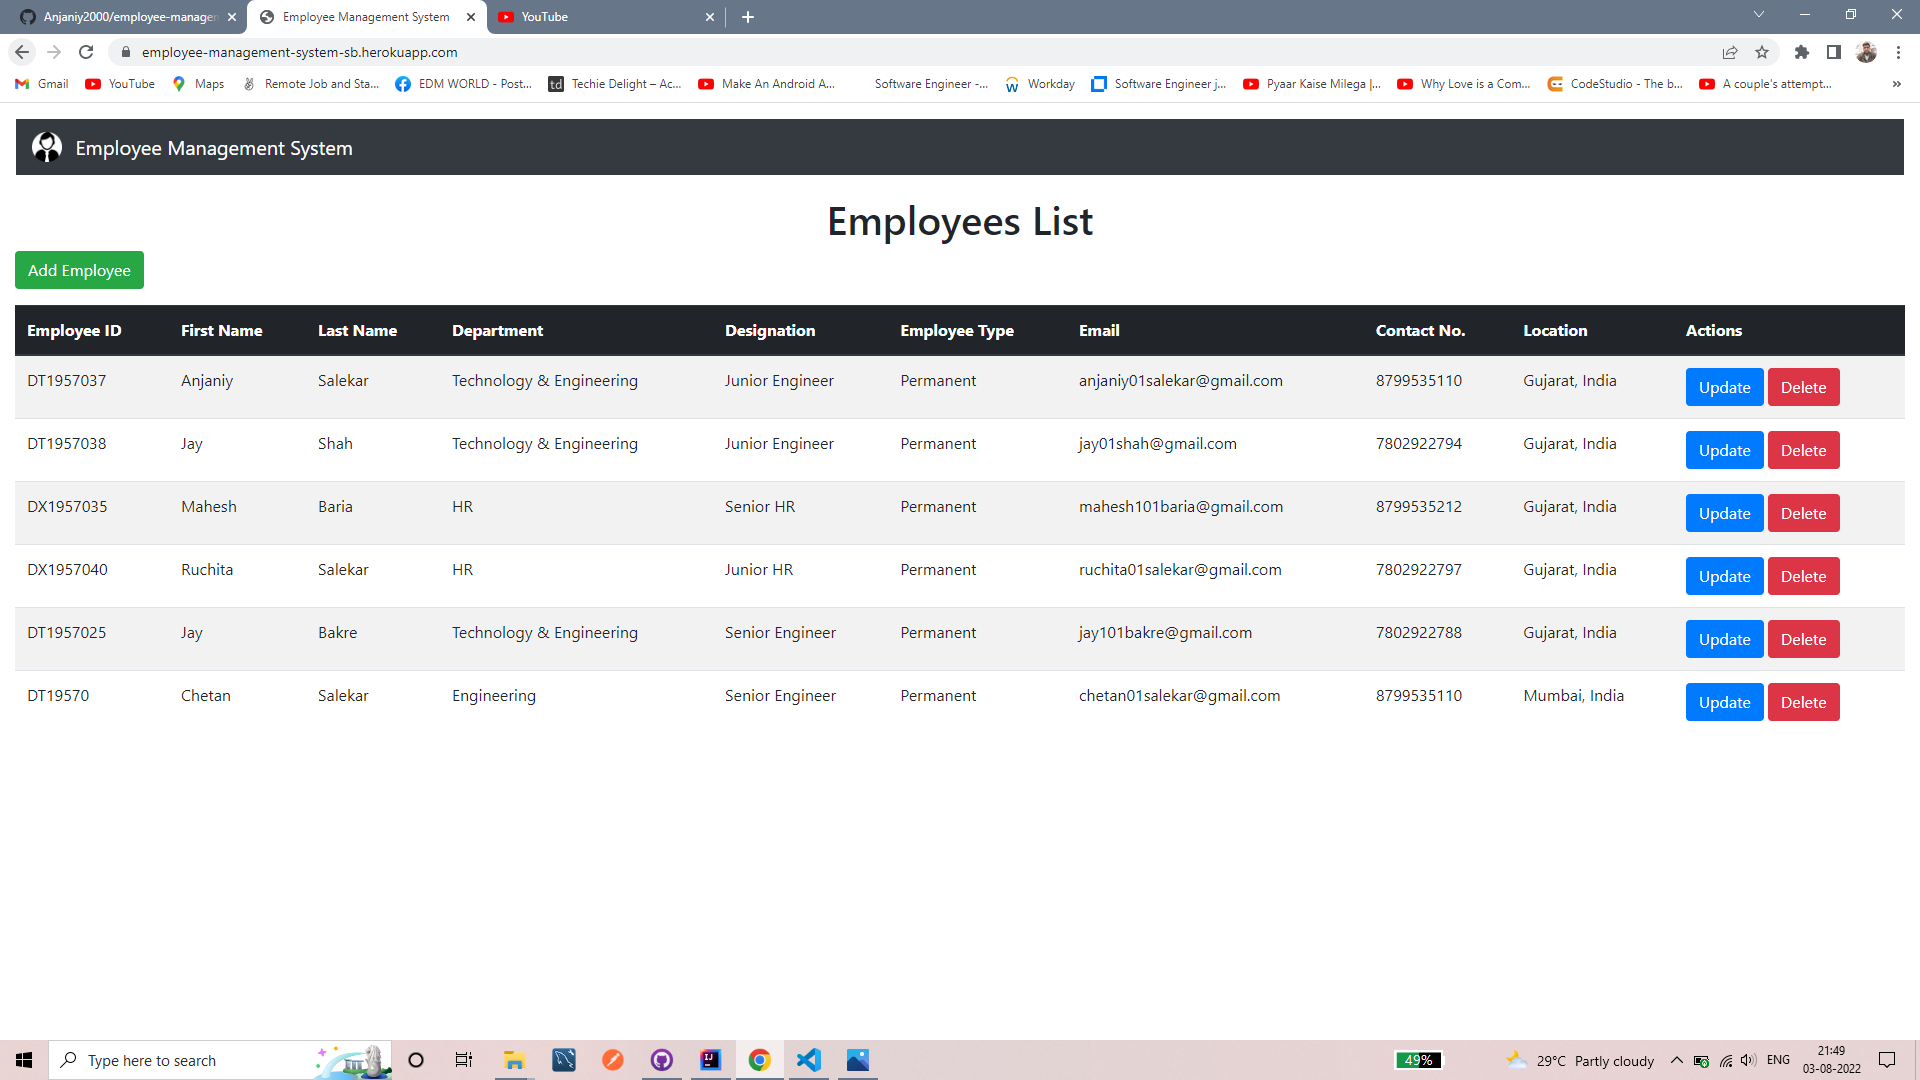 Anjaniy2000/employee-managen
Employee Management System
YouTube
employee-management-system-sb.herokuapp.com
Gmail YouTube Maps Remote Job and Sta... EDM WORLD - Post... td Techie Delight – Ac... Make An Android A... Software Engineer -... Workday Software Engineer j... Pyaar Kaise Milega |... Why Love is a Com... CodeStudio - The b... A couple's attempt... »
Employee Management System
Employees List
Add Employee
Employee ID First Name Last Name Department Designation Employee Type Email Contact No. Location Actions
DT1957037 Anjaniy Salekar Technology & Engineering Junior Engineer Permanent anjaniy01salekar@gmail.com 8799535110 Gujarat, India Update Delete
DT1957038 Jay Shah Technology & Engineering Junior Engineer Permanent jay01shah@gmail.com 7802922794 Gujarat, India Update Delete
DX1957035 Mahesh Baria HR Senior HR Permanent mahesh101baria@gmail.com 8799535212 Gujarat, India Update Delete
DX1957040 Ruchita Salekar HR Junior HR Permanent ruchita01salekar@gmail.com 7802922797 Gujarat, India Update Delete
DT1957025 Jay Bakre Technology & Engineering Senior Engineer Permanent jay101bakre@gmail.com 7802922788 Gujarat, India Update Delete
DT19570 Chetan Salekar Engineering Senior Engineer Permanent chetan01salekar@gmail.com 8799535110 Mumbai, India Update Delete
Type here to search
IJ
49%
29°C Partly cloudy
ENG
21:49
03-08-2022